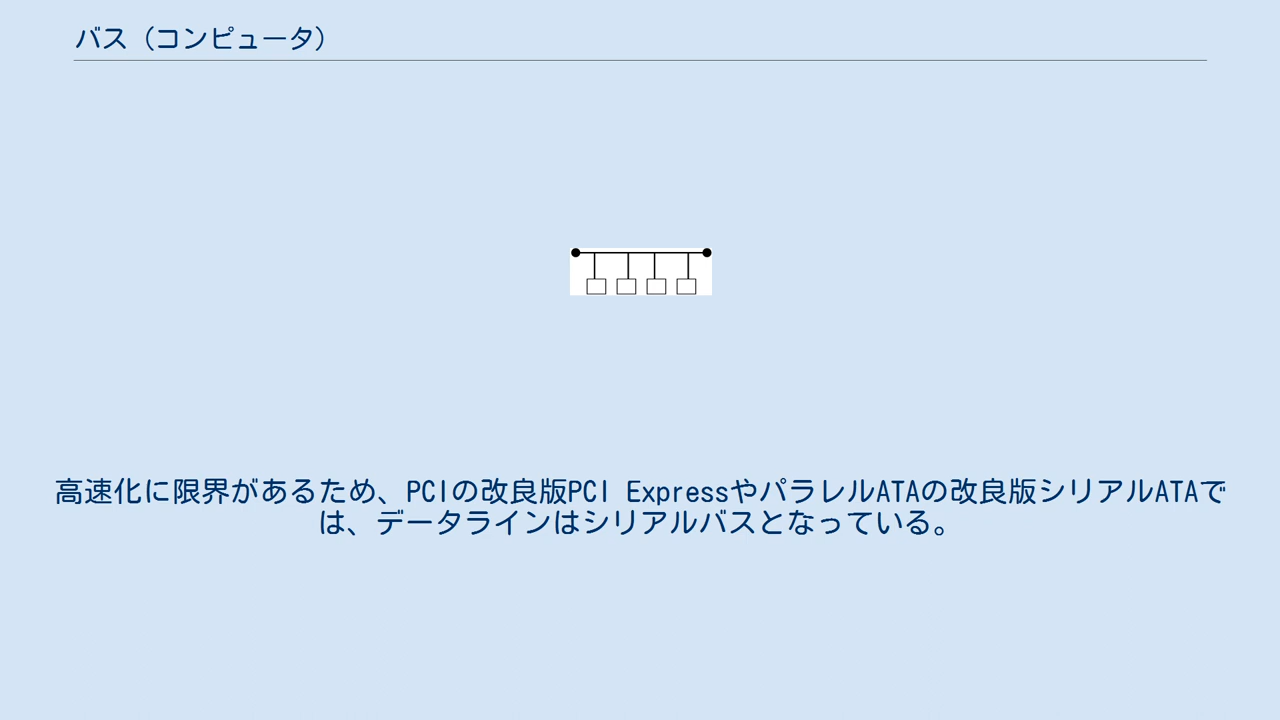 バス（コンピュータ）
高速化に限界があるため、PCIの改良版PCI ExpressやパラレルATAの改良版シリアルATAで
は、データラインはシリアルバスとなっている。